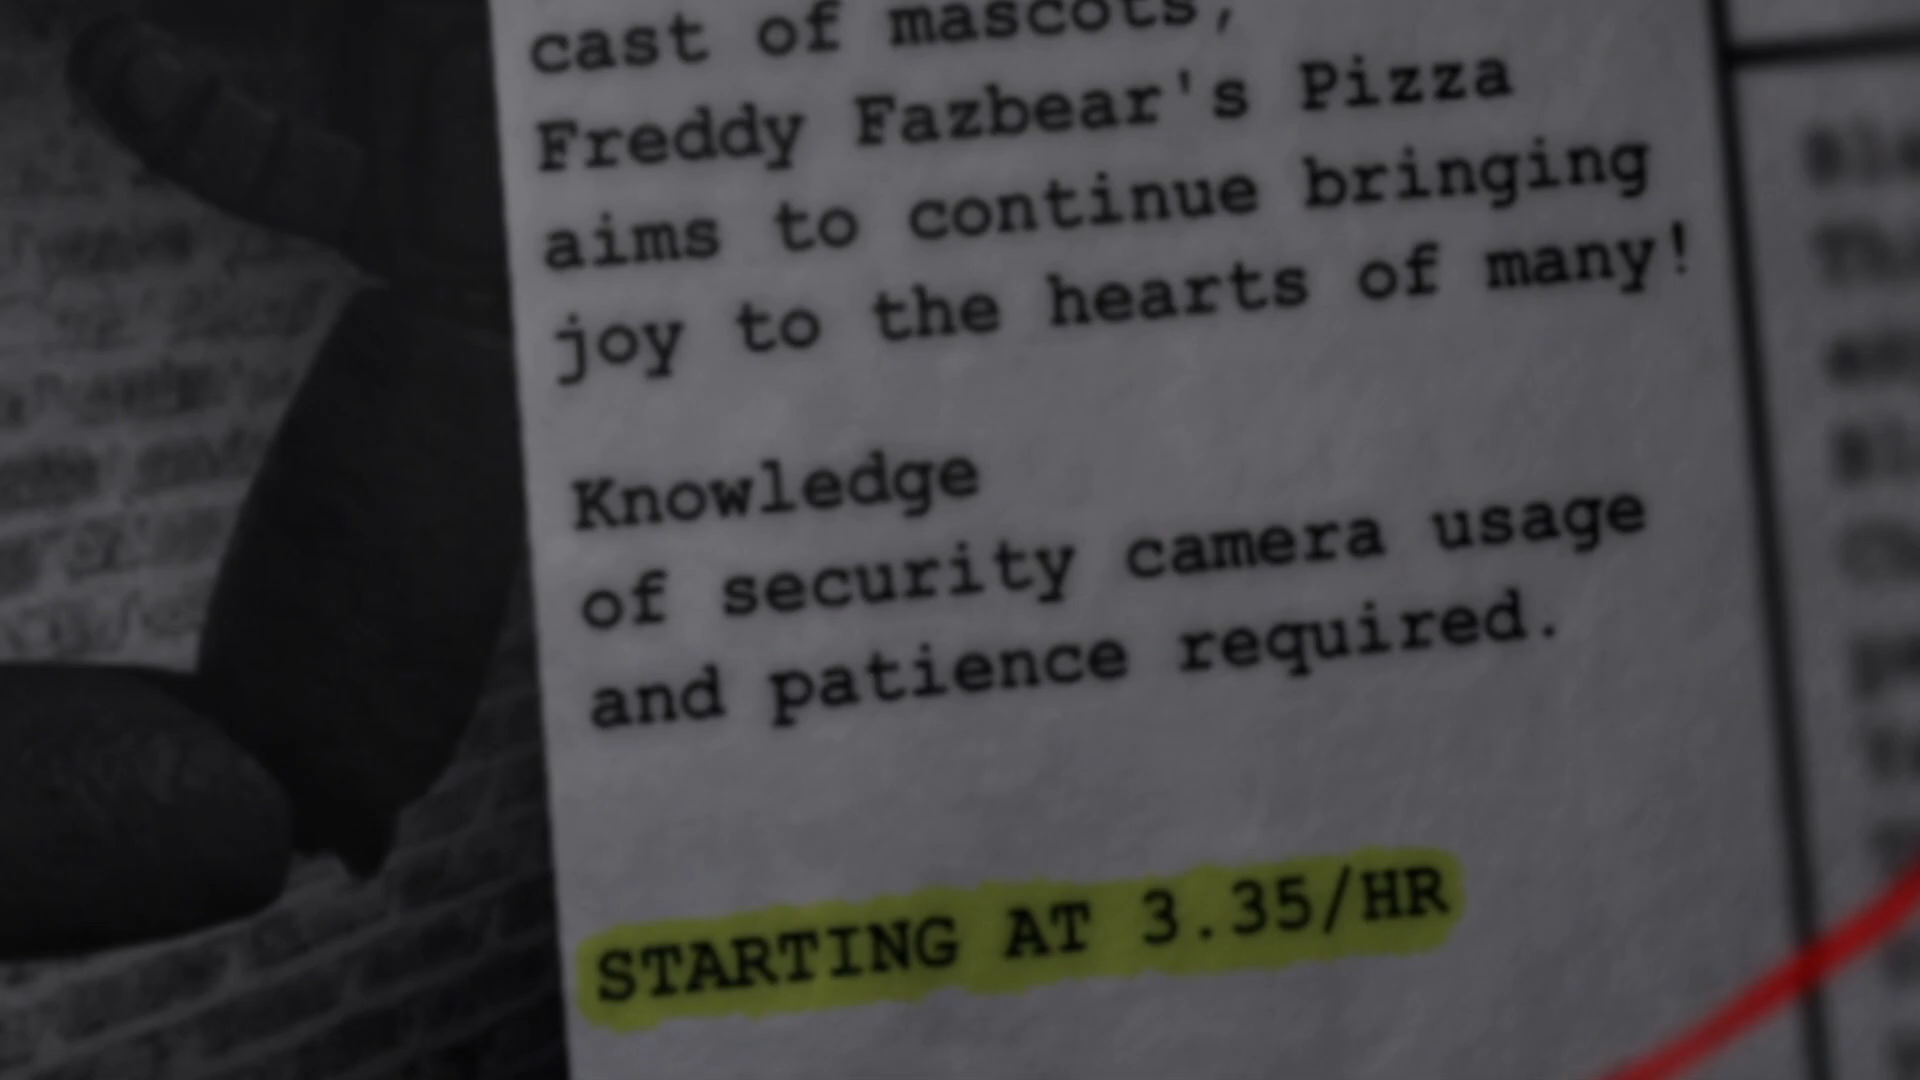 cast of mascots,
Freddy Fazbear's Pizza
aims to continue bringing
joy to the hearts of many!
Knowledge
of security camera usage
and patience required.
STARTING AT 3.35/HR